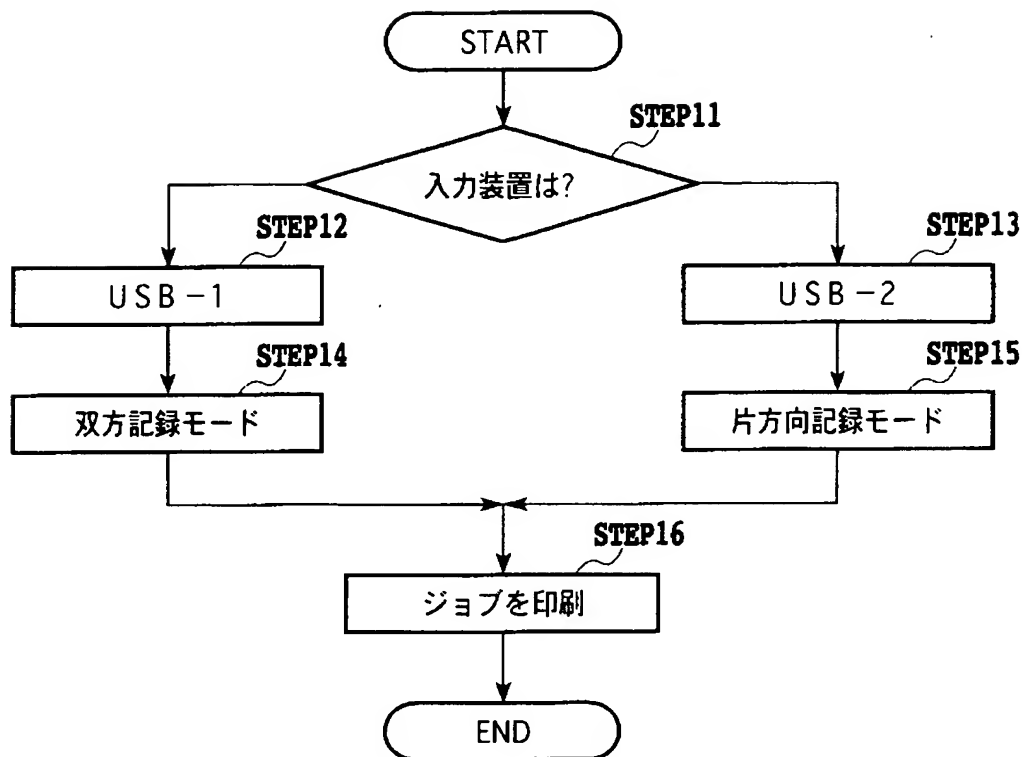 START
STEP11
入力装置は?
STEP12
USB-1
STEP13
USB-2
STEP14
双方記録モード
STEP15
片方向記録モード
STEP16
ジョブを印刷
END